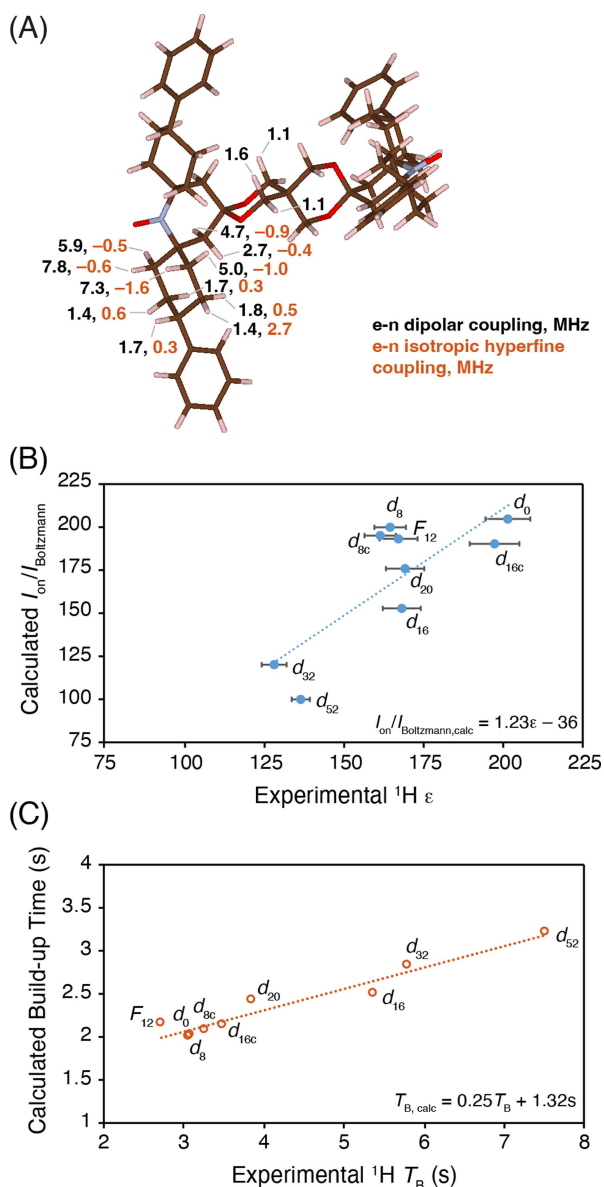 (A)
1.1
1.6
1.1
4.7, −0.9
5.9, −0.5
2.7, −0.4
7.8, −0.6
5.0, −1.0
7.3, −1.6
1.7, 0.3
1.4, 0.6
1.8, 0.5
1.4, 2.7
1.7, 0.3
e-n dipolar coupling, MHz
e-n isotropic hyperfine
coupling, MHz
(B)
Calculated Ion/IBoltzmann
225
200
175
150
125
100
75
d8
d0
F12
d8c
d16c
d20
d16
d32
d52
Ion/IBoltzmann,calc = 1.23ε − 36
75 100 125 150 175 200 225
Experimental ¹H ε
(C)
Calculated Build-up Time (s)
4
3.5
3
2.5
2
1.5
1
d52
d32
d20
d16
F12
d0
d8c
d16c
d8
TB, calc = 0.25TB + 1.32s
2 3 4 5 6 7 8
Experimental ¹H TB (s)